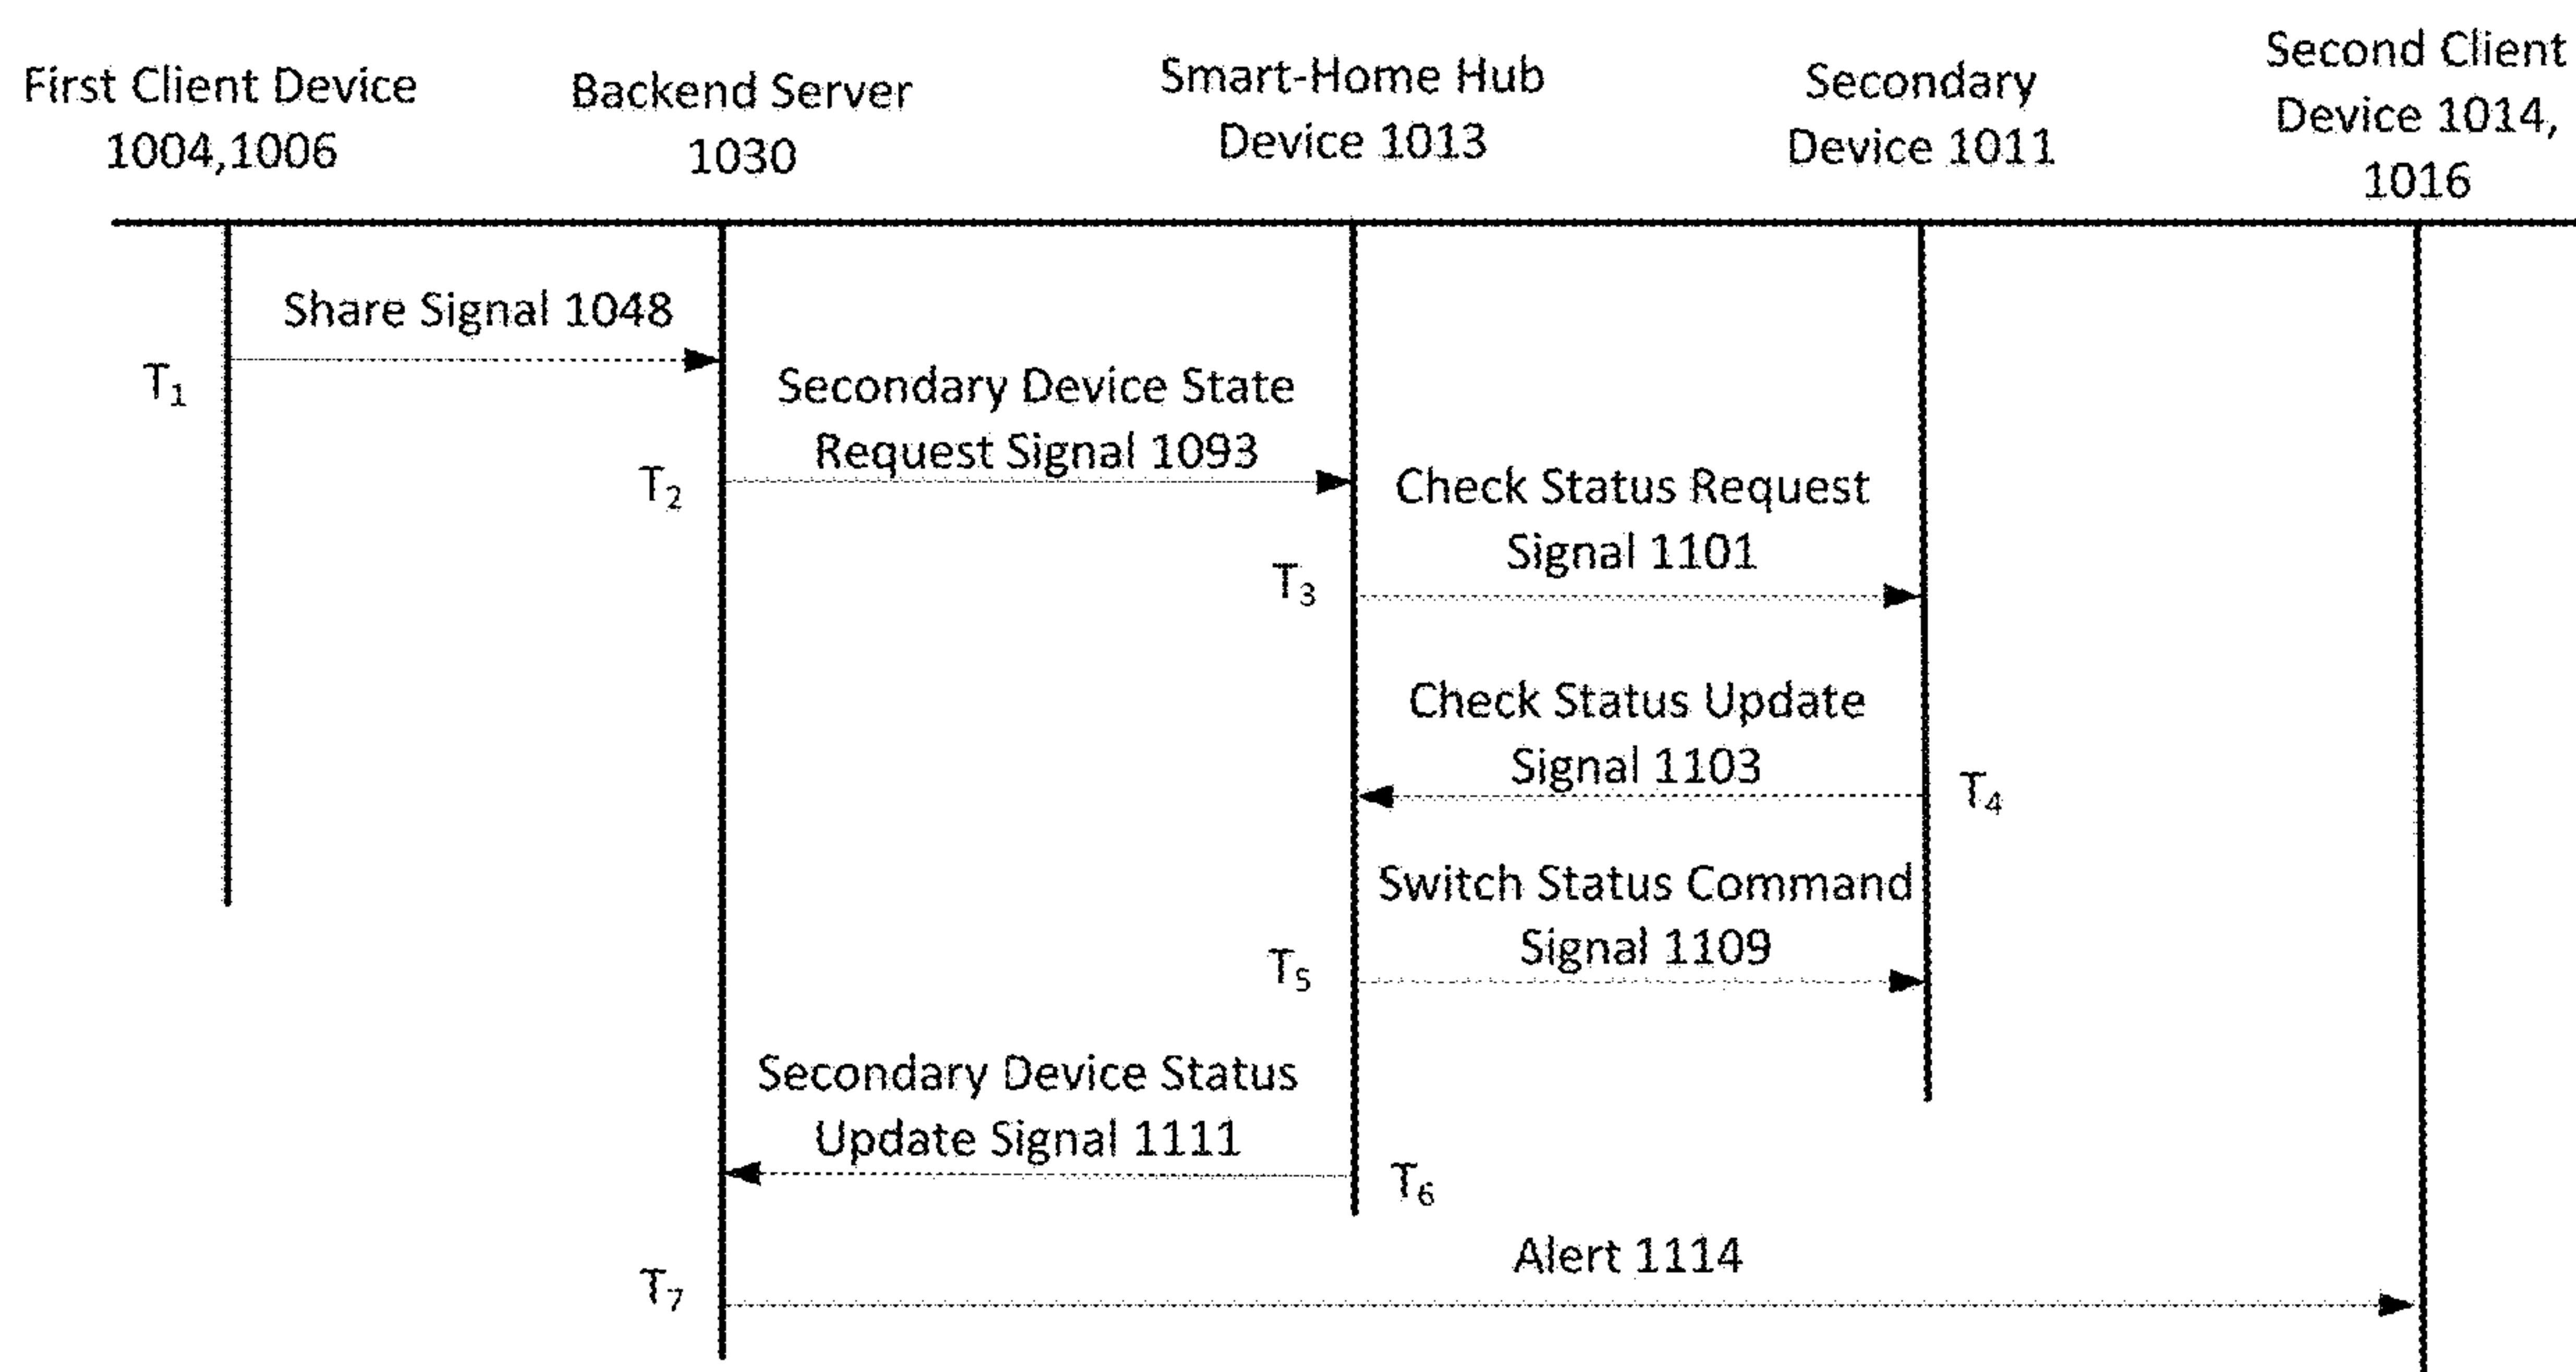 First Client Device
1004,1006
Backend Server
1030
Smart-Home Hub
Device 1013
Secondary
Device 1011
Second Client
Device 1014,
1016
Share Signal 1048
T1
Secondary Device State
Request Signal 1093
T2
Check Status Request
Signal 1101
T3
Check Status Update
Signal 1103
T4
Switch Status Command
Signal 1109
T5
Secondary Device Status
Update Signal 1111
T6
Alert 1114
T7